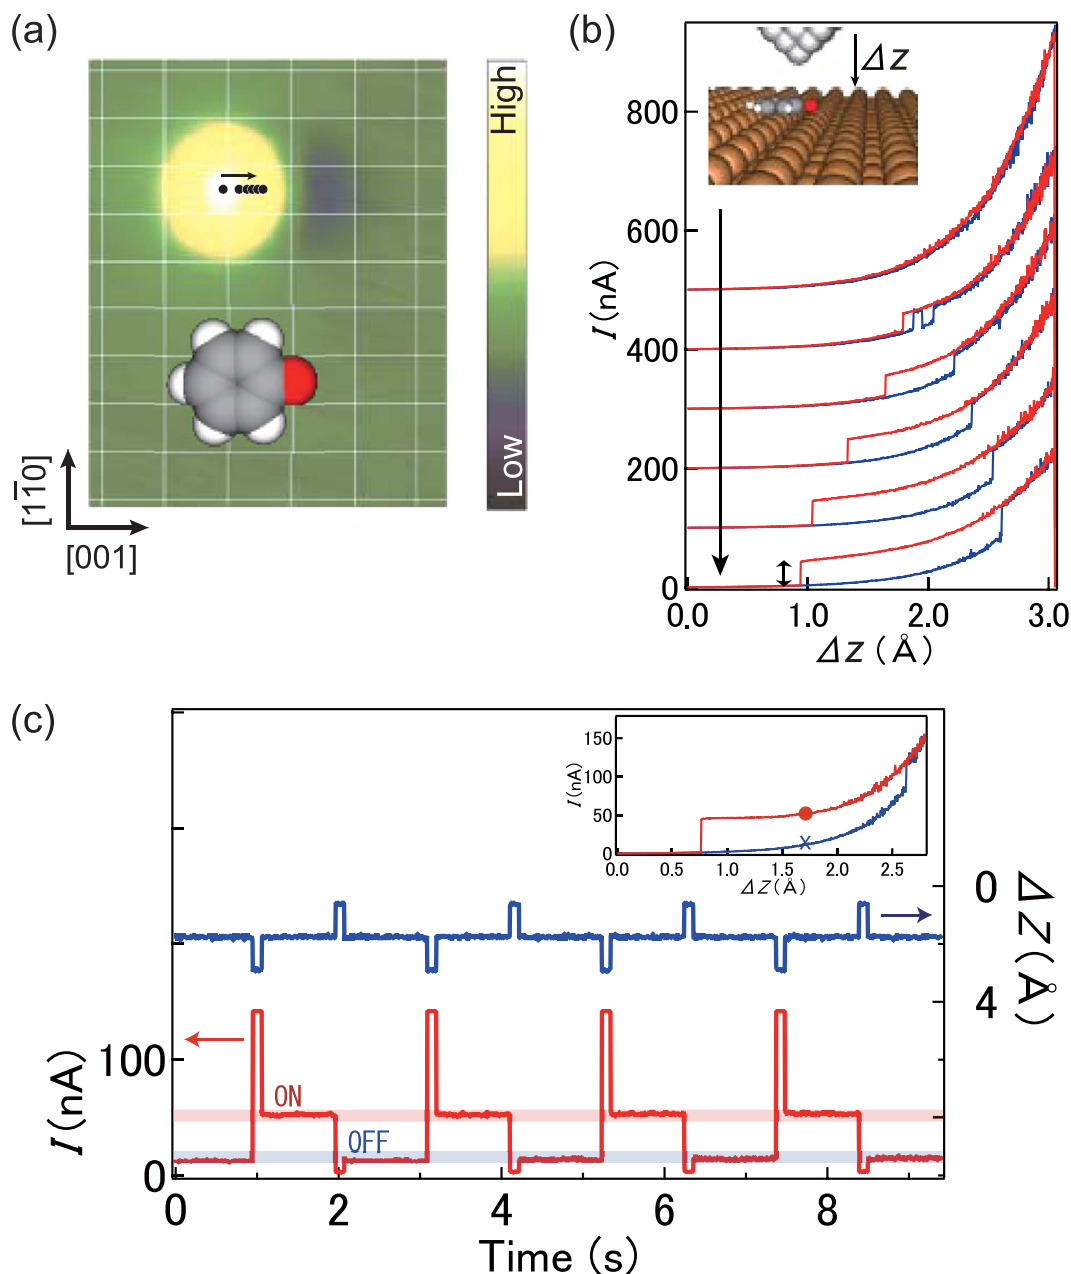 (a)
High
Low
[11̄0]
[001]
(b)
Δz
I (nA)
800
600
400
200
0
0.0 1.0 2.0 3.0
Δz (Å)
(c)
I (nA)
150
100
50
0
0.0 0.5 1.0 1.5 2.0 2.5
ΔZ (Å)
0
4
ΔZ (Å)
I (nA)
100
0
ON
OFF
0 2 4 6 8
Time (s)